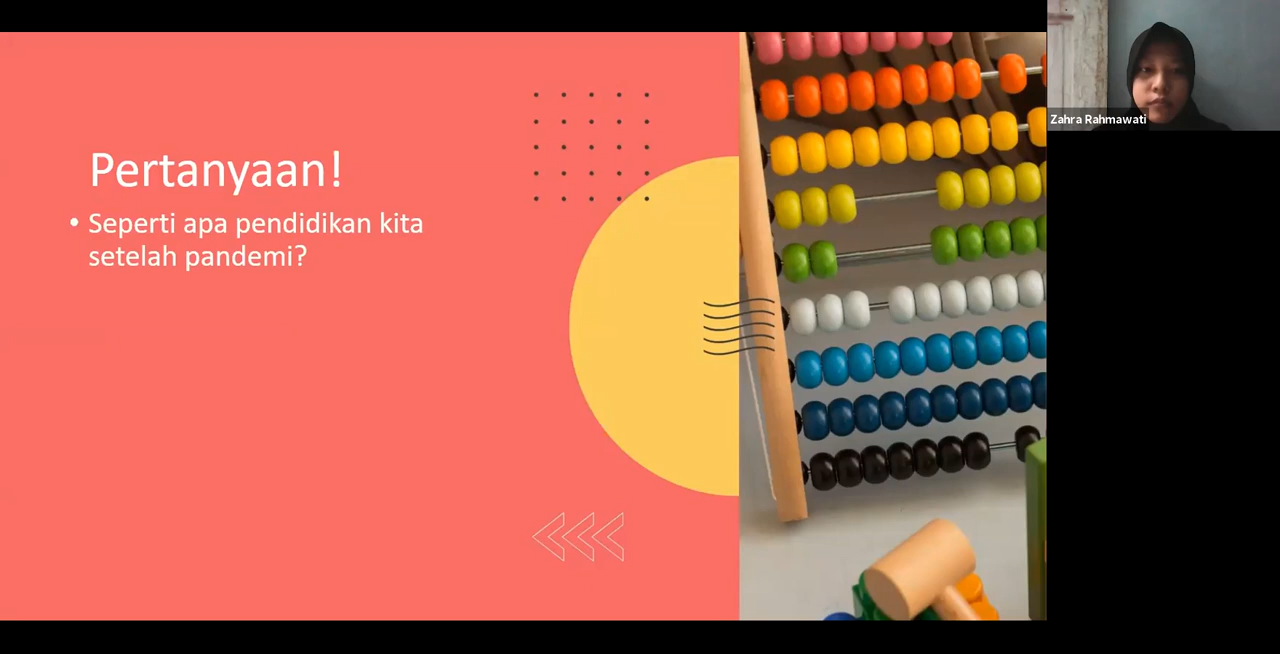 Pertanyaan!
• Seperti apa pendidikan kita
setelah pandemi?
Zahra Rahmawati